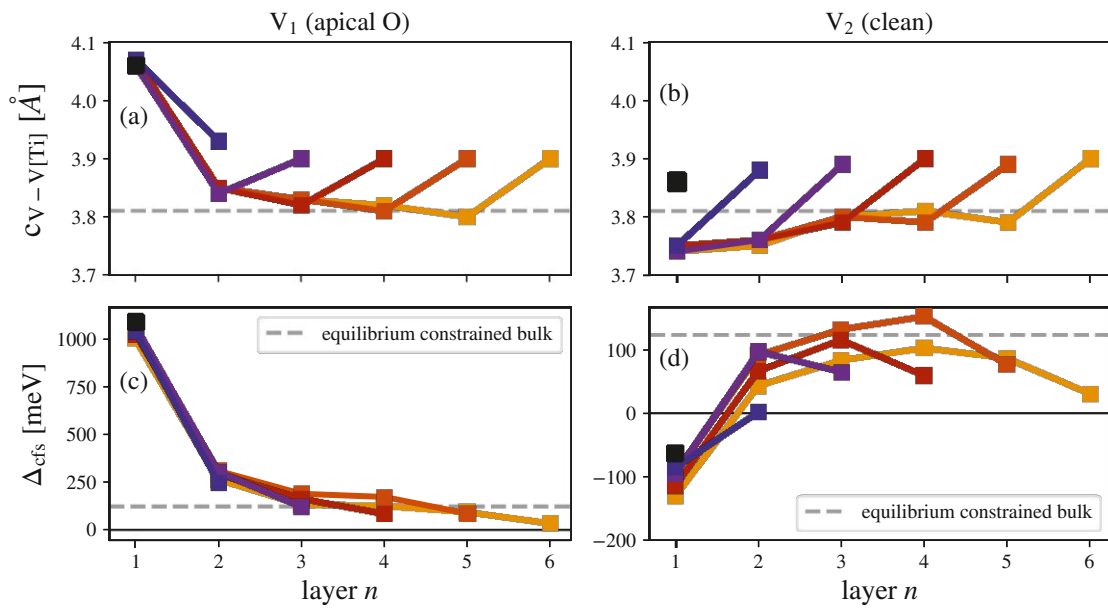 V₁ (apical O)
V₂ (clean)
c_V−V[Ti] [Å]
4.1
4.0
3.9
3.8
3.7
(a)
4.1
4.0
3.9
3.8
3.7
(b)
Δ_cfs [meV]
1000
750
500
250
0
equilibrium constrained bulk
(c)
100
0
−100
−200
(d)
equilibrium constrained bulk
1 2 3 4 5 6
1 2 3 4 5 6
layer n
layer n